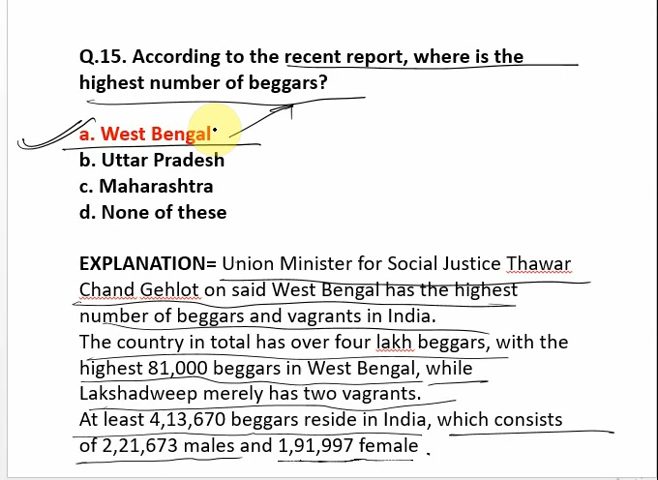 Q.15. According to the recent report, where is the
highest number of beggars?
a. West Bengal
b. Uttar Pradesh
c. Maharashtra
d. None of these
EXPLANATION= Union Minister for Social Justice Thawar
Chand Gehlot on said West Bengal has the highest
number of beggars and vagrants in India.
The country in total has over four lakh beggars, with the
highest 81,000 beggars in West Bengal, while
Lakshadweep merely has two vagrants.
At least 4,13,670 beggars reside in India, which consists
of 2,21,673 males and 1,91,997 female .